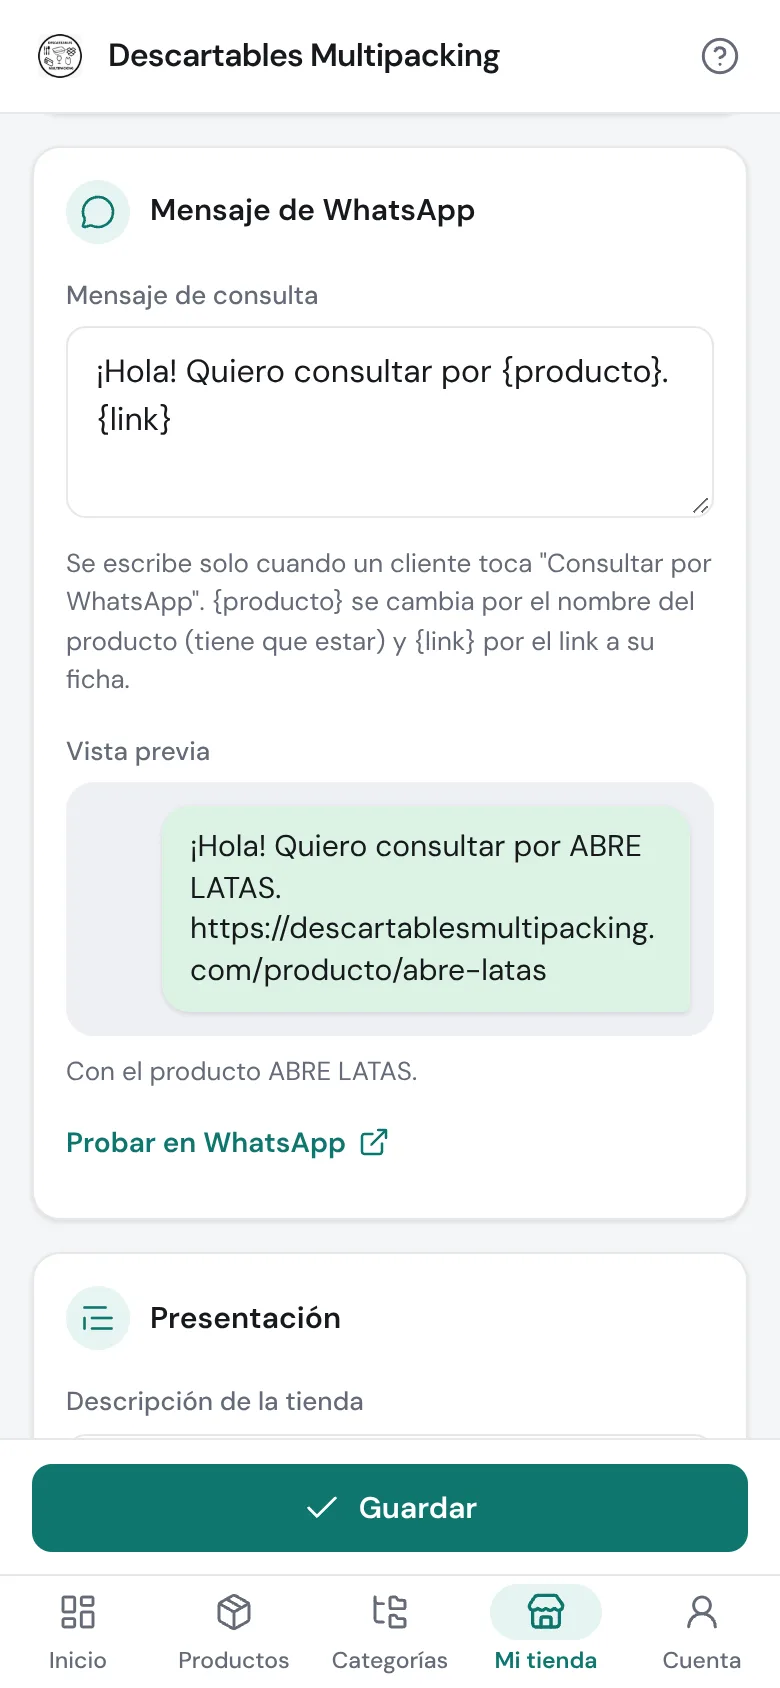 Descartables Multipacking
Mensaje de WhatsApp
Mensaje de consulta
¡Hola! Quiero consultar por {producto}.
{link}
Se escribe solo cuando un cliente toca "Consultar por
WhatsApp". {producto} se cambia por el nombre del
producto (tiene que estar) y {link} por el link a su
ficha.
Vista previa
¡Hola! Quiero consultar por ABRE
LATAS.
https://descartablesmultipacking.
com/producto/abre-latas
Con el producto ABRE LATAS.
Probar en WhatsApp
Presentación
Descripción de la tienda
Guardar
Inicio
Productos
Categorías
Mi tienda
Cuenta